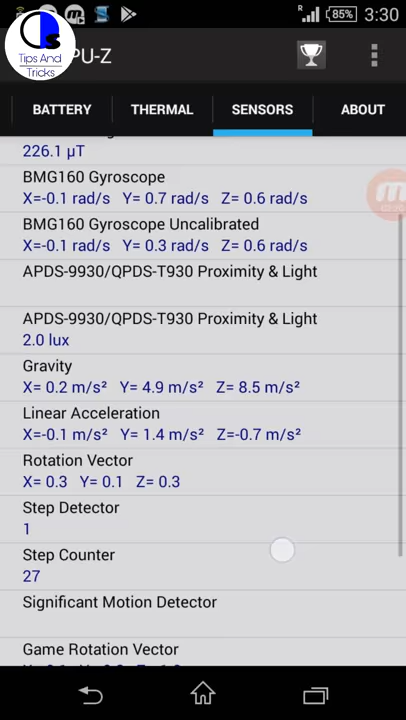 R
85%
3:30
Tips And
Tricks
PU-Z
BATTERY
THERMAL
SENSORS
ABOUT
226.1 µT
BMG160 Gyroscope
X=-0.1 rad/s Y= 0.7 rad/s Z= 0.6 rad/s
BMG160 Gyroscope Uncalibrated
X=-0.1 rad/s Y= 0.3 rad/s Z= 0.6 rad/s
APDS-9930/QPDS-T930 Proximity & Light
APDS-9930/QPDS-T930 Proximity & Light
2.0 lux
Gravity
X= 0.2 m/s² Y= 4.9 m/s² Z= 8.5 m/s²
Linear Acceleration
X=-0.1 m/s² Y= 1.4 m/s² Z=-0.7 m/s²
Rotation Vector
X= 0.3 Y= 0.1 Z= 0.3
Step Detector
1
Step Counter
27
Significant Motion Detector
Game Rotation Vector